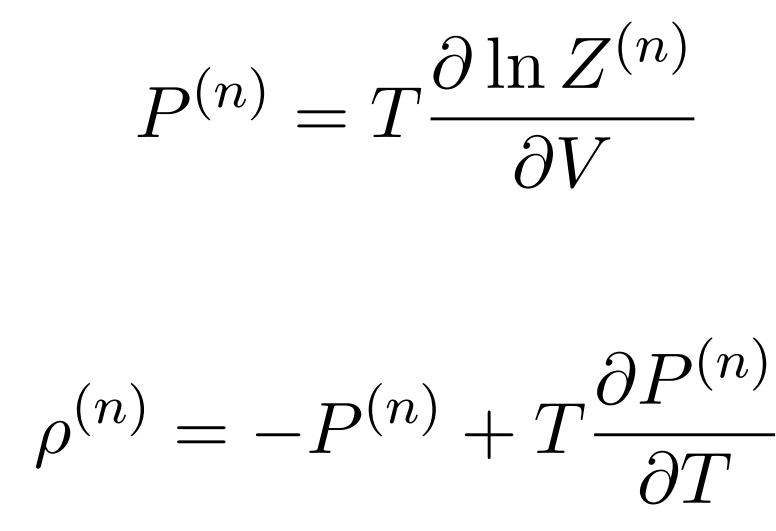 P^{(n)} = T \frac{\partial \ln Z^{(n)}}{\partial V}
\rho^{(n)} = -P^{(n)} + T \frac{\partial P^{(n)}}{\partial T}